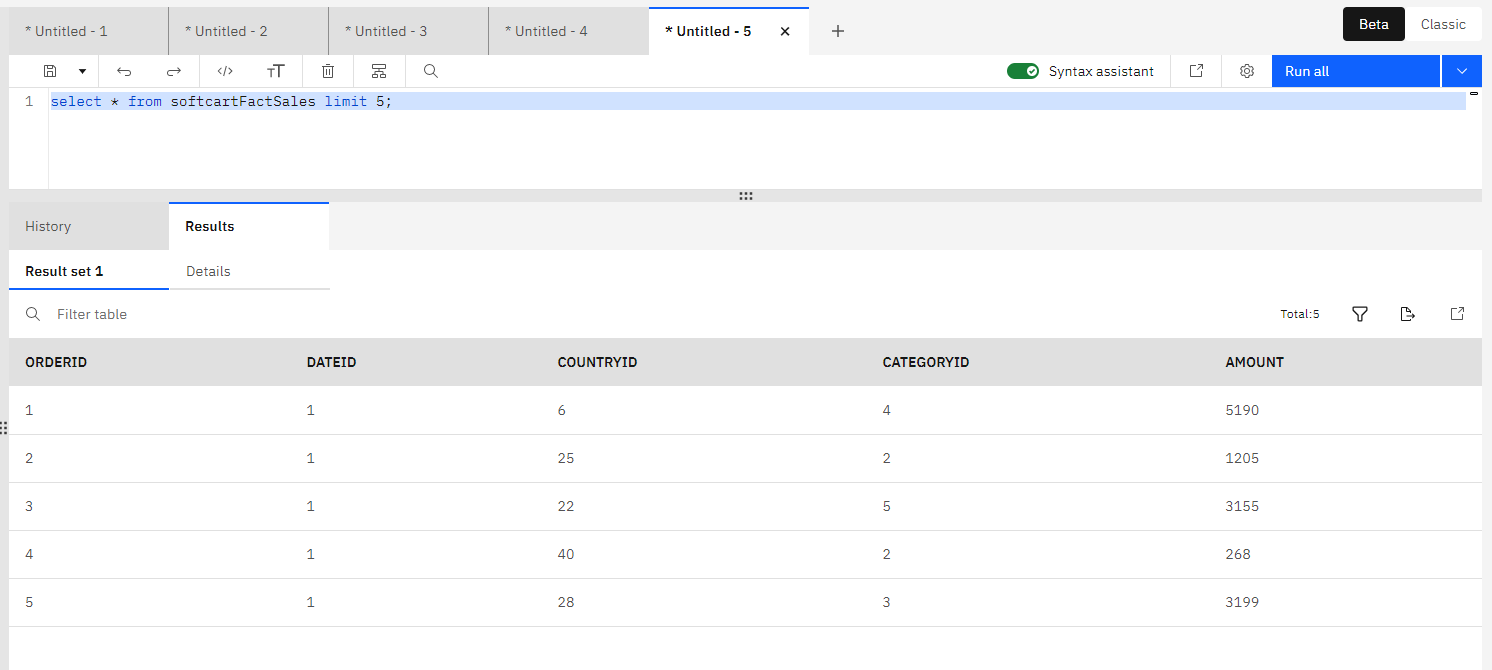 * Untitled - 1 * Untitled - 2 * Untitled - 3 * Untitled - 4 * Untitled - 5 × + Beta Classic
</> TT Syntax assistant Run all
1 select * from softcartFactSales limit 5;
History Results
Result set 1 Details
Filter table Total:5
ORDERID DATEID COUNTRYID CATEGORYID AMOUNT
1 1 6 4 5190
2 1 25 2 1205
3 1 22 5 3155
4 1 40 2 268
5 1 28 3 3199